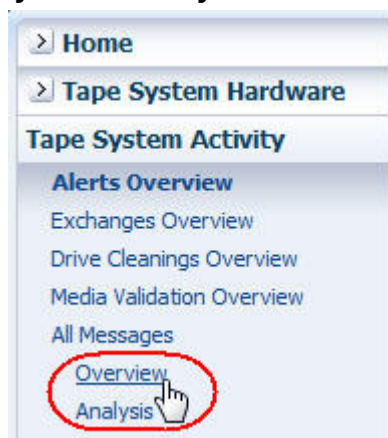 Home
Tape System Hardware
Tape System Activity
Alerts Overview
Exchanges Overview
Drive Cleanings Overview
Media Validation Overview
All Messages
Overview
Analysis